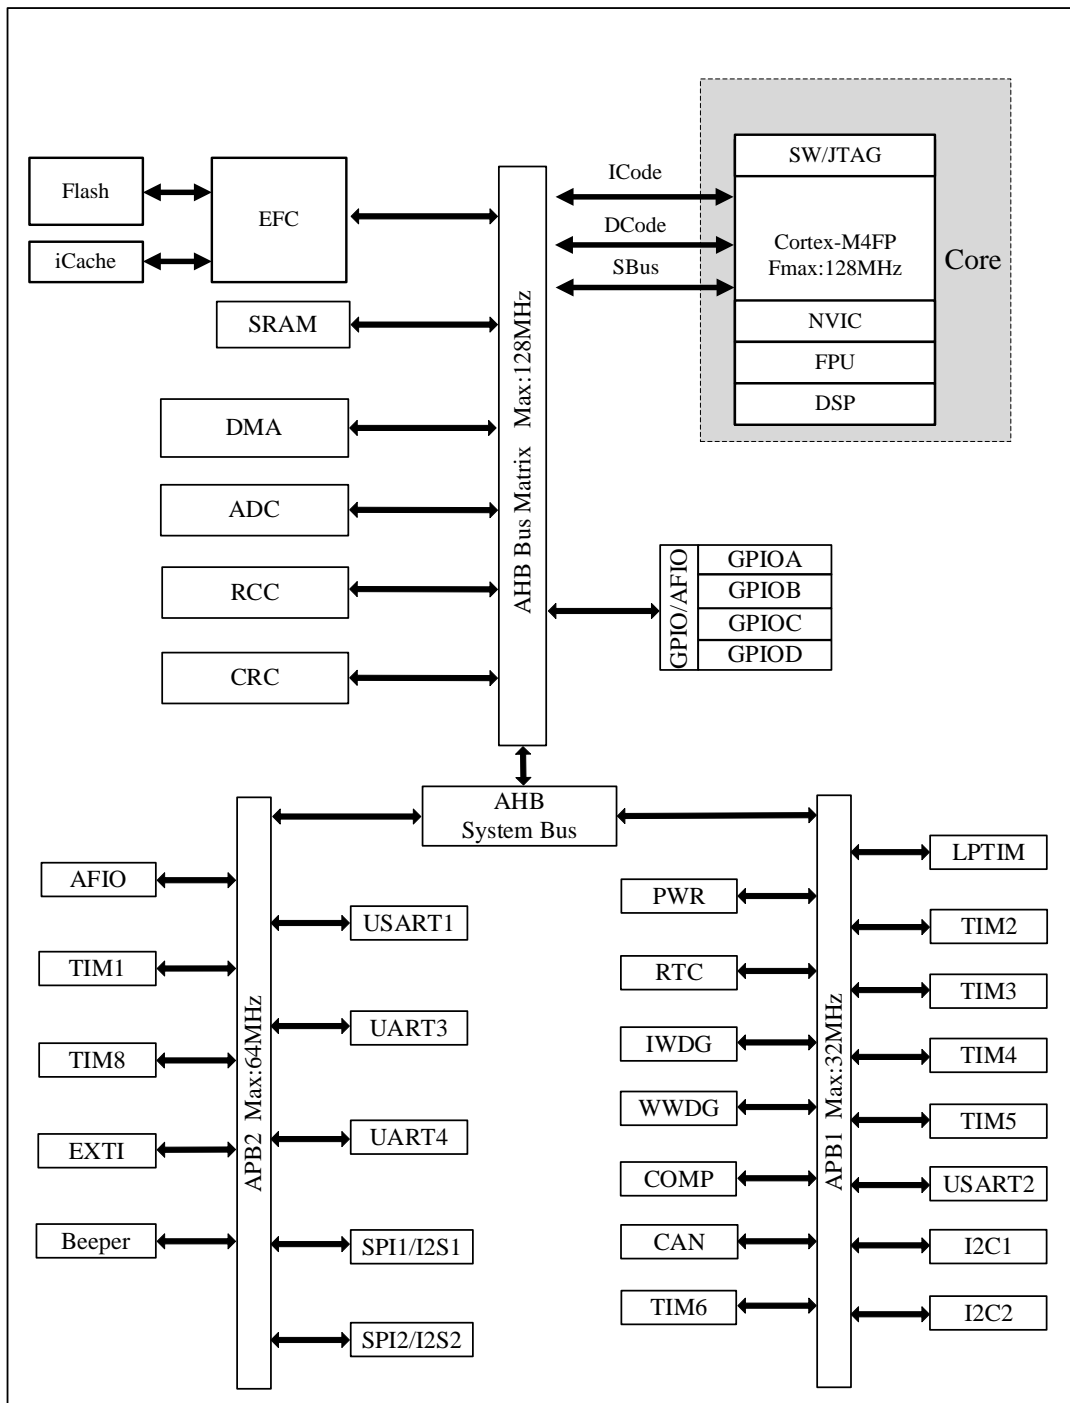 SW/JTAG
ICode
Flash
EFC
DCode
Cortex-M4FP
Fmax:128MHz
Core
iCache
SBus
SRAM
NVIC
FPU
DSP
AHB Bus Matrix Max:128MHz
DMA
ADC
RCC
CRC
GPIO/AFIO
GPIOA
GPIOB
GPIOC
GPIOD
AHB
System Bus
APB2 Max:64MHz
AFIO
TIM1
TIM8
EXTI
Beeper
USART1
UART3
UART4
SPI1/I2S1
SPI2/I2S2
APB1 Max:32MHz
PWR
RTC
IWDG
WWDG
COMP
CAN
TIM6
LPTIM
TIM2
TIM3
TIM4
TIM5
USART2
I2C1
I2C2